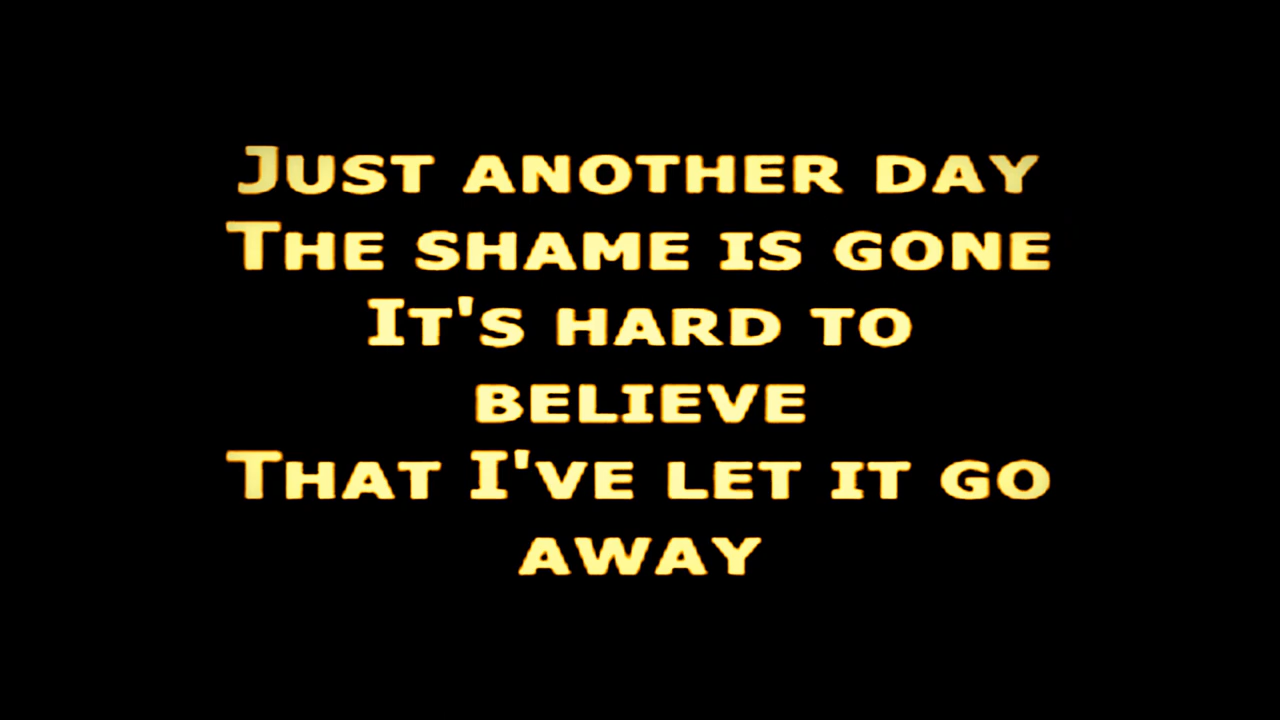 Just another day
The shame is gone
It's hard to
believe
That I've let it go
away